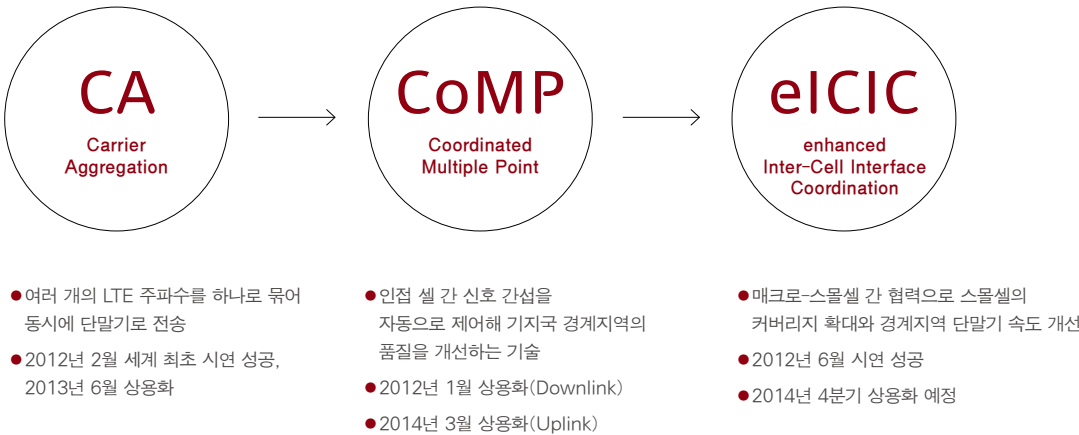 CA
Carrier
Aggregation
CoMP
Coordinated
Multiple Point
eICIC
enhanced
Inter-Cell Interface
Coordination
●여러 개의 LTE 주파수를 하나로 묶어
동시에 단말기로 전송
●2012년 2월 세계 최초 시연 성공,
2013년 6월 상용화
●인접 셀 간 신호 간섭을
자동으로 제어해 기지국 경계지역의
품질을 개선하는 기술
●2012년 1월 상용화(Downlink)
●2014년 3월 상용화(Uplink)
●매크로-스몰셀 간 협력으로 스몰셀의
커버리지 확대와 경계지역 단말기 속도 개선
●2012년 6월 시연 성공
●2014년 4분기 상용화 예정